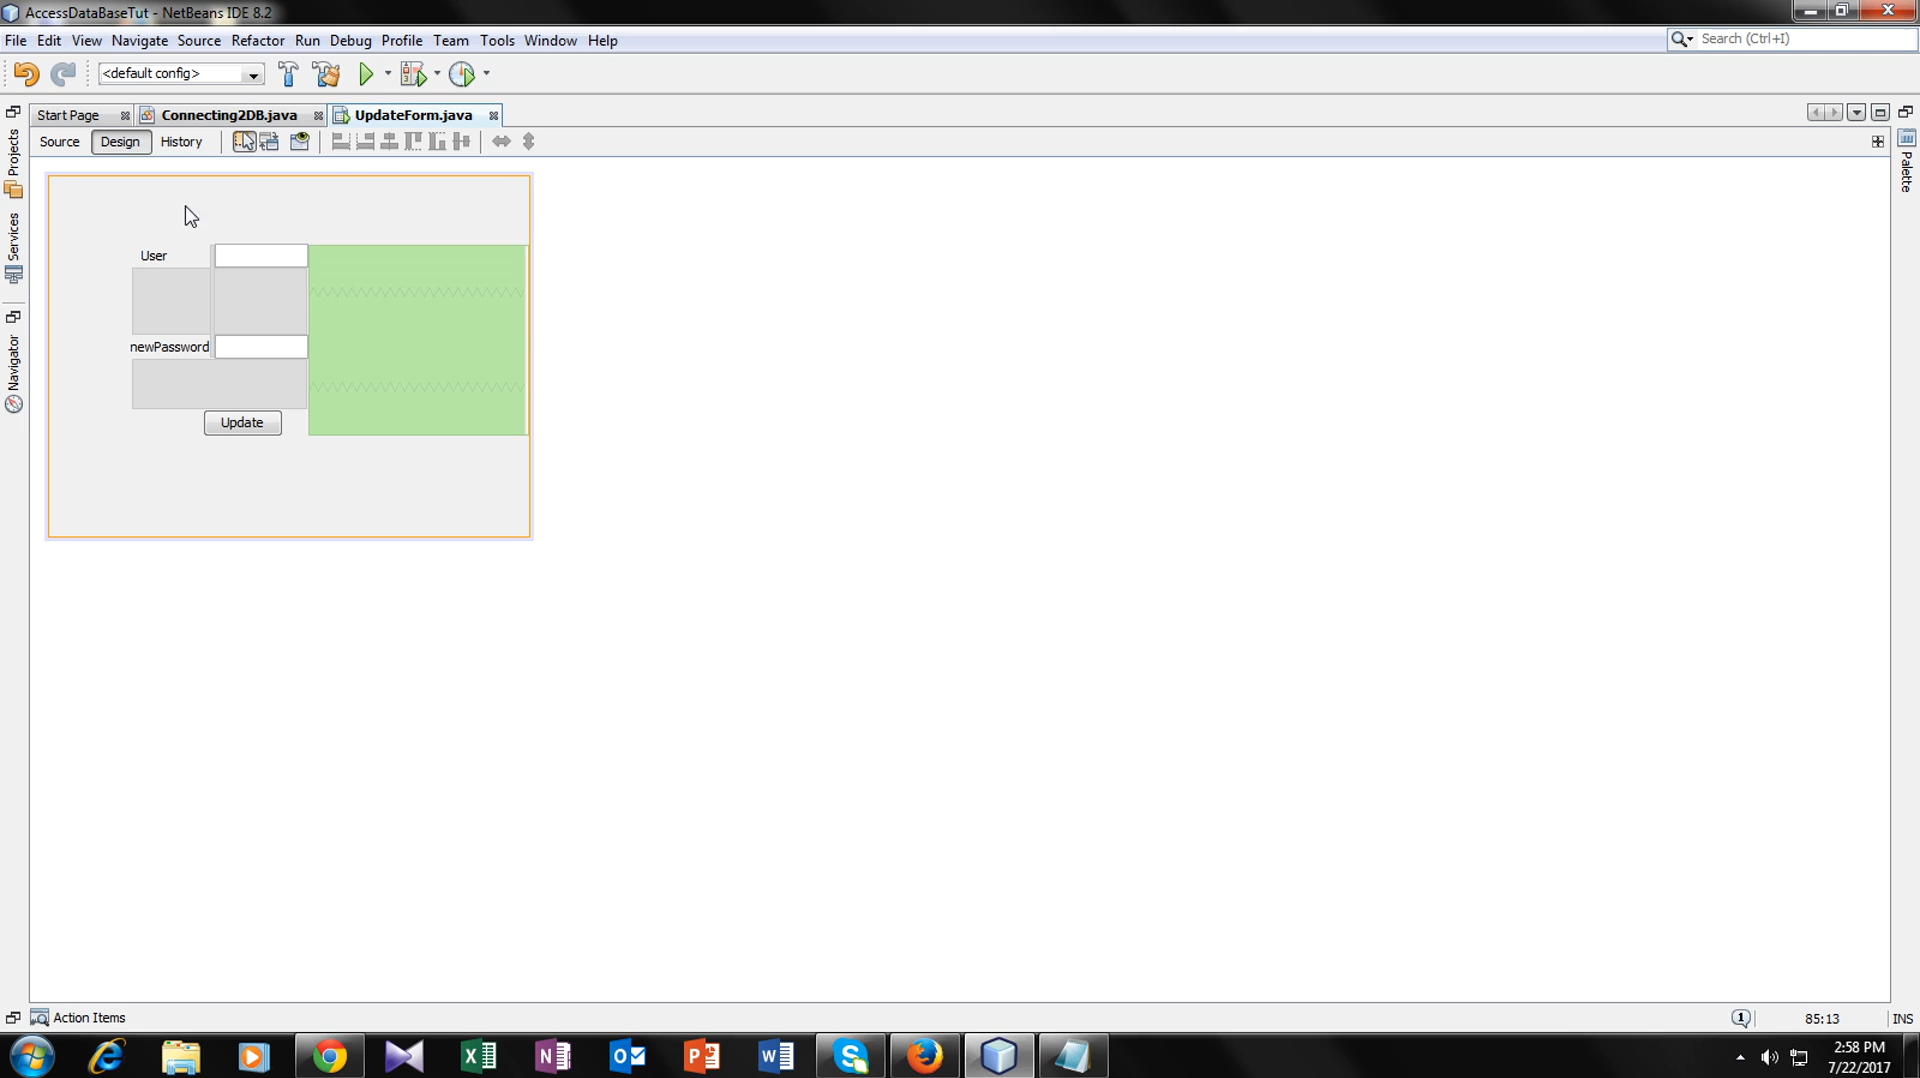 AccessDataBaseTut - NetBeans IDE 8.2
File Edit View Navigate Source Refactor Run Debug Profile Team Tools Window Help
Search (Ctrl+I)
<default config>
Start Page
Connecting2DB.java
UpdateForm.java
Source Design History
Projects
Services
Navigator
Palette
User
newPassword
Update
Action Items
1
85:13
INS
2:58 PM
7/22/2017